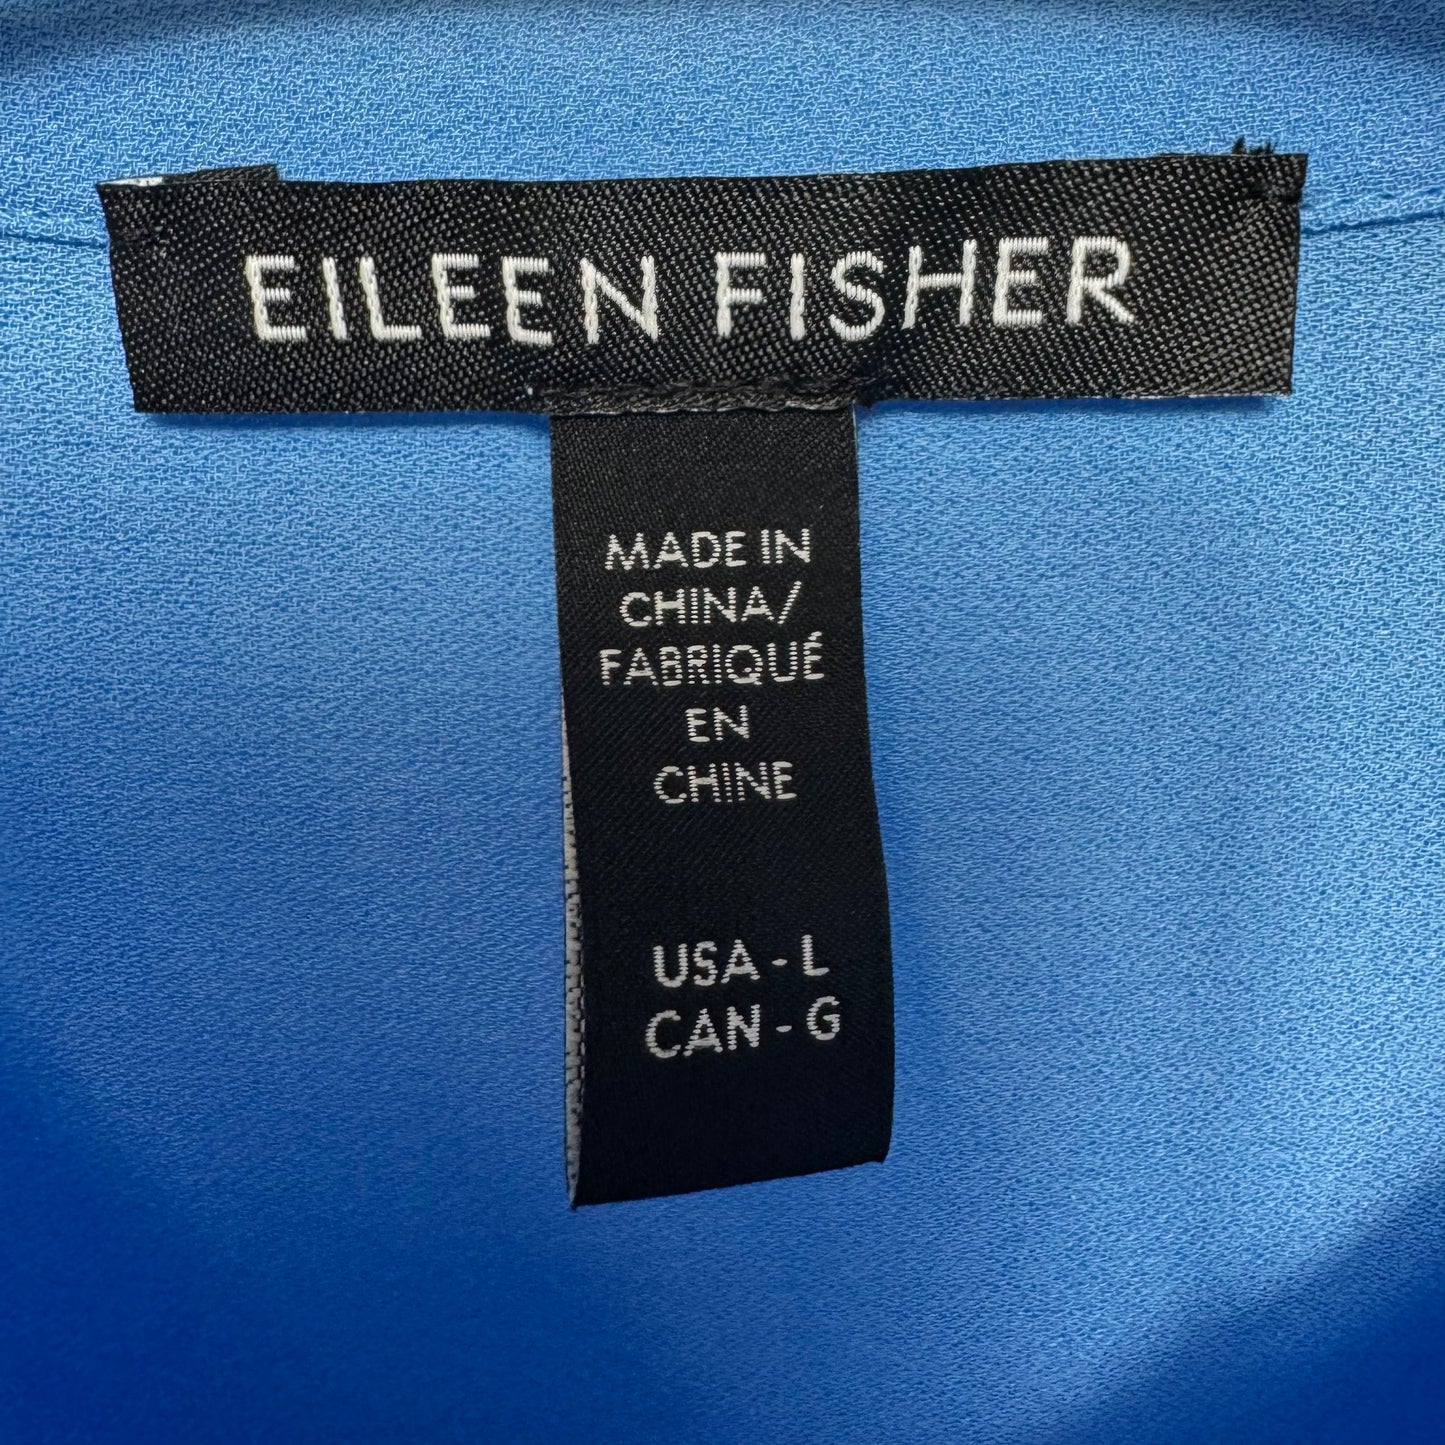 EILEEN FISHER
MADE IN
CHINA/
FABRIQUÉ
EN
CHINE
USA - L
CAN - G